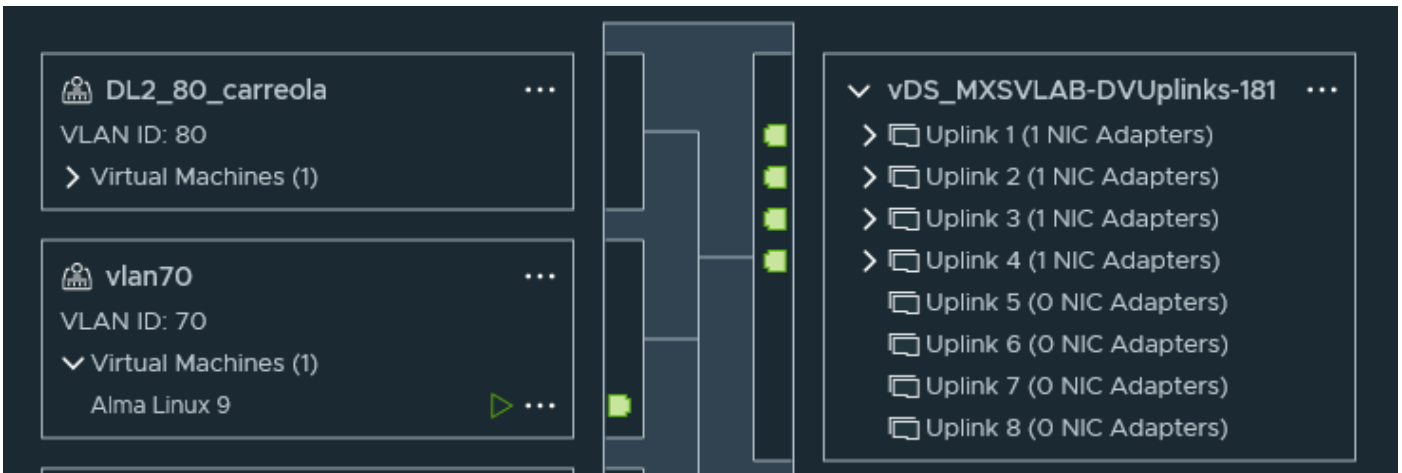 DL2_80_carreola
VLAN ID: 80
Virtual Machines (1)
vlan70
VLAN ID: 70
Virtual Machines (1)
Alma Linux 9
vDS_MXSVLAB-DVUplinks-181
Uplink 1 (1 NIC Adapters)
Uplink 2 (1 NIC Adapters)
Uplink 3 (1 NIC Adapters)
Uplink 4 (1 NIC Adapters)
Uplink 5 (0 NIC Adapters)
Uplink 6 (0 NIC Adapters)
Uplink 7 (0 NIC Adapters)
Uplink 8 (0 NIC Adapters)